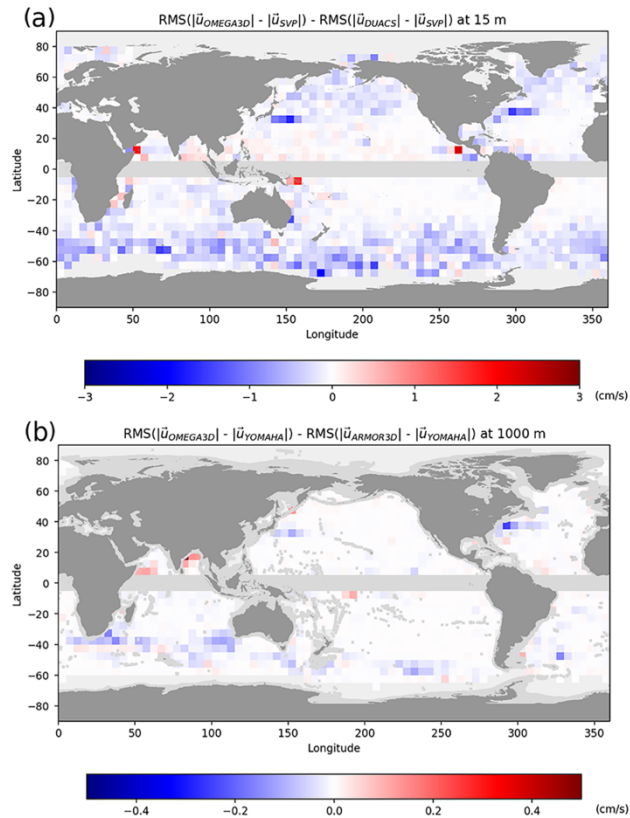 (a)
RMS(|u⃗OMEGA3D| - |u⃗SVP|) - RMS(|u⃗DUACS| - |u⃗SVP|) at 15 m
Latitude
80
60
40
20
0
−20
−40
−60
−80
0 50 100 150 200 250 300 350
Longitude
−3 −2 −1 0 1 2 3 (cm/s)
(b)
RMS(|u⃗OMEGA3D| - |u⃗YOMAHA|) - RMS(|u⃗ARMOR3D| - |u⃗YOMAHA|) at 1000 m
Latitude
80
60
40
20
0
−20
−40
−60
−80
0 50 100 150 200 250 300 350
Longitude
−0.4 −0.2 0.0 0.2 0.4 (cm/s)